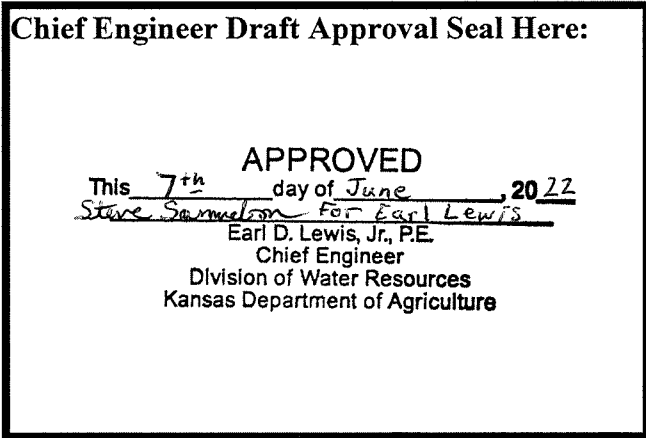 Chief Engineer Draft Approval Seal Here:
APPROVED
This 7th day of June, 2022
Steve Samuelson For Earl Lewis
Earl D. Lewis, Jr., P.E.
Chief Engineer
Division of Water Resources
Kansas Department of Agriculture